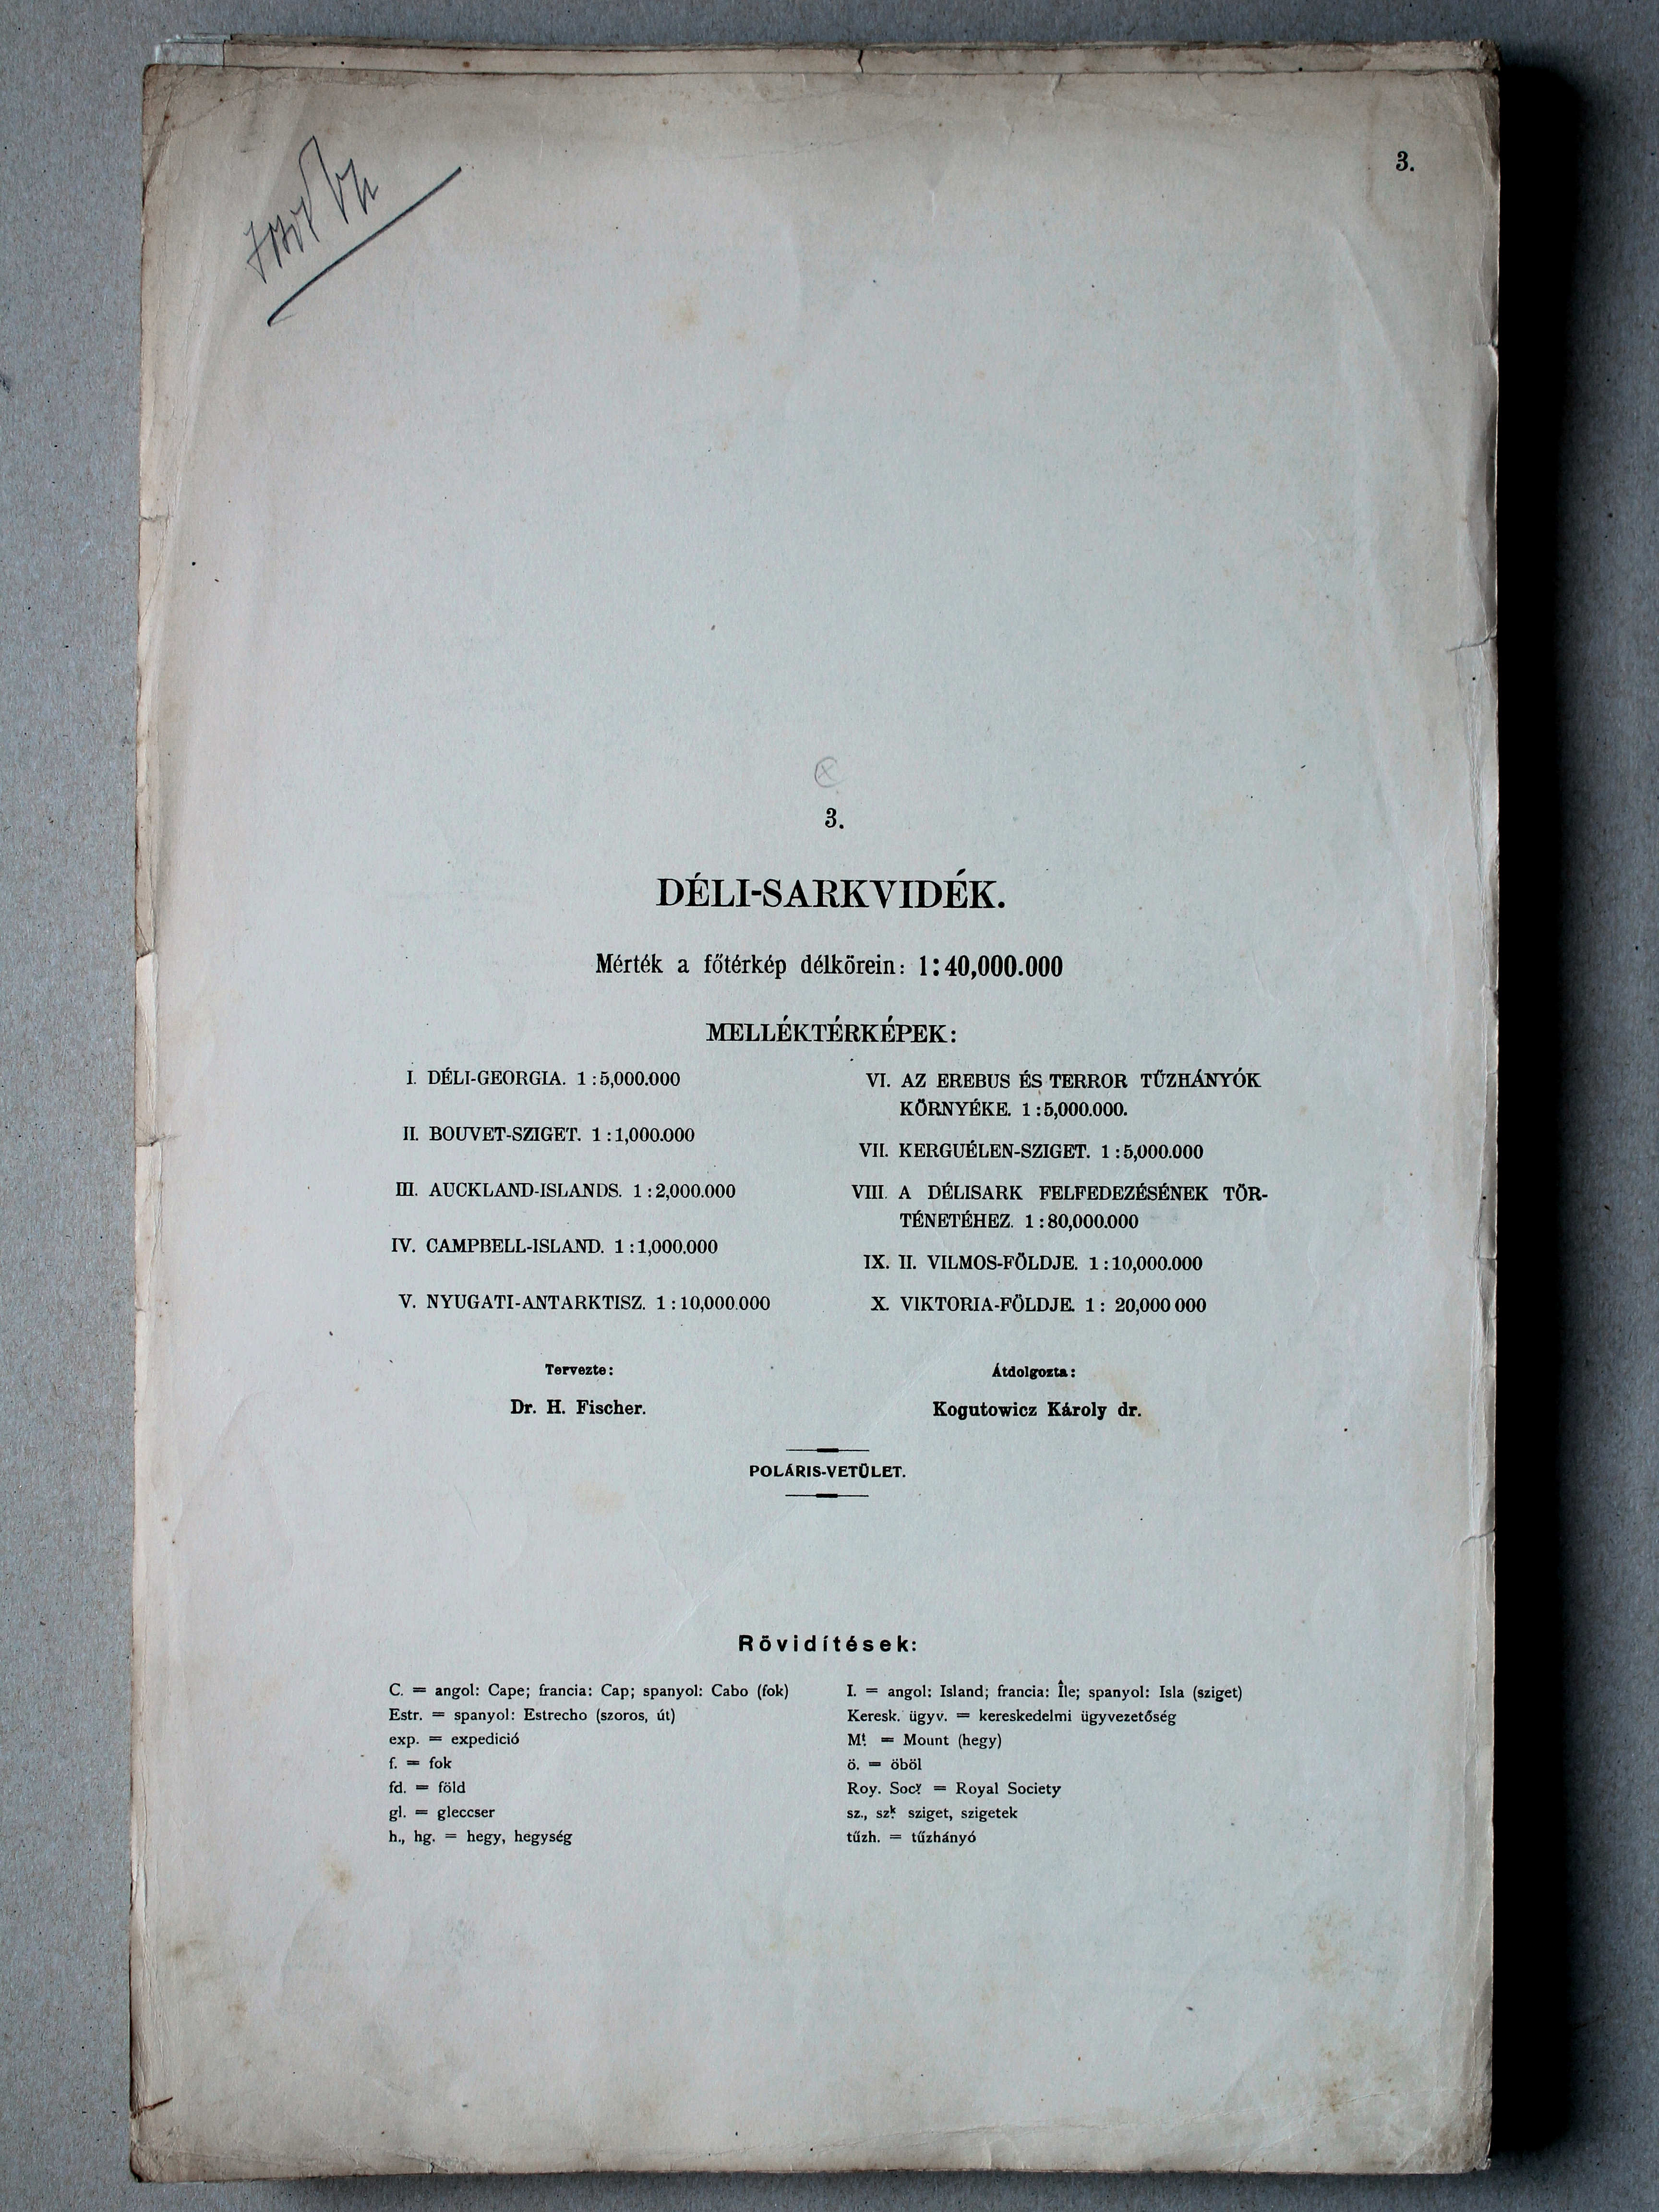 3.
3.
DÉLI-SARKVIDÉK.
Mérték a főtérkép délkörein: 1:40,000.000
MELLÉKTÉRKÉPEK:
I. DÉLI-GEORGIA. 1:5,000.000
II. BOUVET-SZIGET. 1:1,000.000
III. AUCKLAND-ISLANDS. 1:2,000.000
IV. CAMPBELL-ISLAND. 1:1,000.000
V. NYUGATI-ANTARKTISZ. 1:10,000.000
VI. AZ EREBUS ÉS TERROR TŰZHÁNYÓK
KÖRNYÉKE. 1:5,000.000.
VII. KERGUÉLEN-SZIGET. 1:5,000.000
VIII. A DÉLISARK FELFEDEZÉSÉNEK TÖR-
TÉNETÉHEZ. 1:80,000.000
IX. II. VILMOS-FÖLDJE. 1:10,000.000
X. VIKTORIA-FÖLDJE. 1: 20,000 000
Tervezte:
Dr. H. Fischer.
Átdolgozta:
Kogutowicz Károly dr.
POLÁRIS-VETÜLET.
Rövidítések:
C. = angol: Cape; francia: Cap; spanyol: Cabo (fok)
Estr. = spanyol: Estrecho (szoros, út)
exp. = expedició
f. = fok
fd. = föld
gl. = gleccser
h., hg. = hegy, hegység
I. = angol: Island; francia: Île; spanyol: Isla (sziget)
Keresk. ügyv. = kereskedelmi ügyvezetőség
Mt. = Mount (hegy)
ö. = öböl
Roy. Socy. = Royal Society
sz., szk. sziget, szigetek
tűzh. = tűzhányó